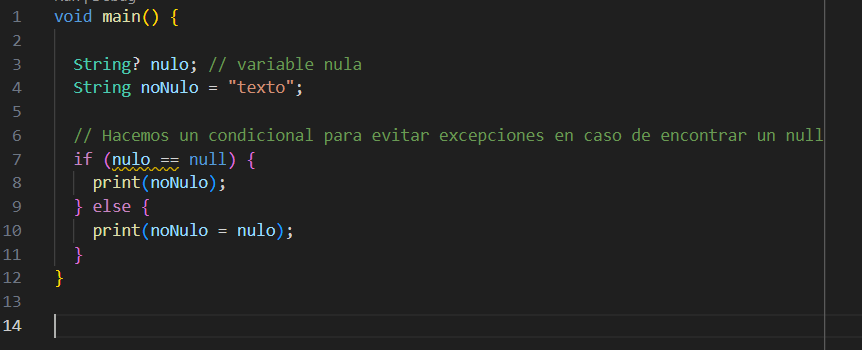 Run | Debug
1 void main() {
2
3 String? nulo; // variable nula
4 String noNulo = "texto";
5
6 // Hacemos un condicional para evitar excepciones en caso de encontrar un null
7 if (nulo == null) {
8 print(noNulo);
9 } else {
10 print(noNulo = nulo);
11 }
12 }
13
14